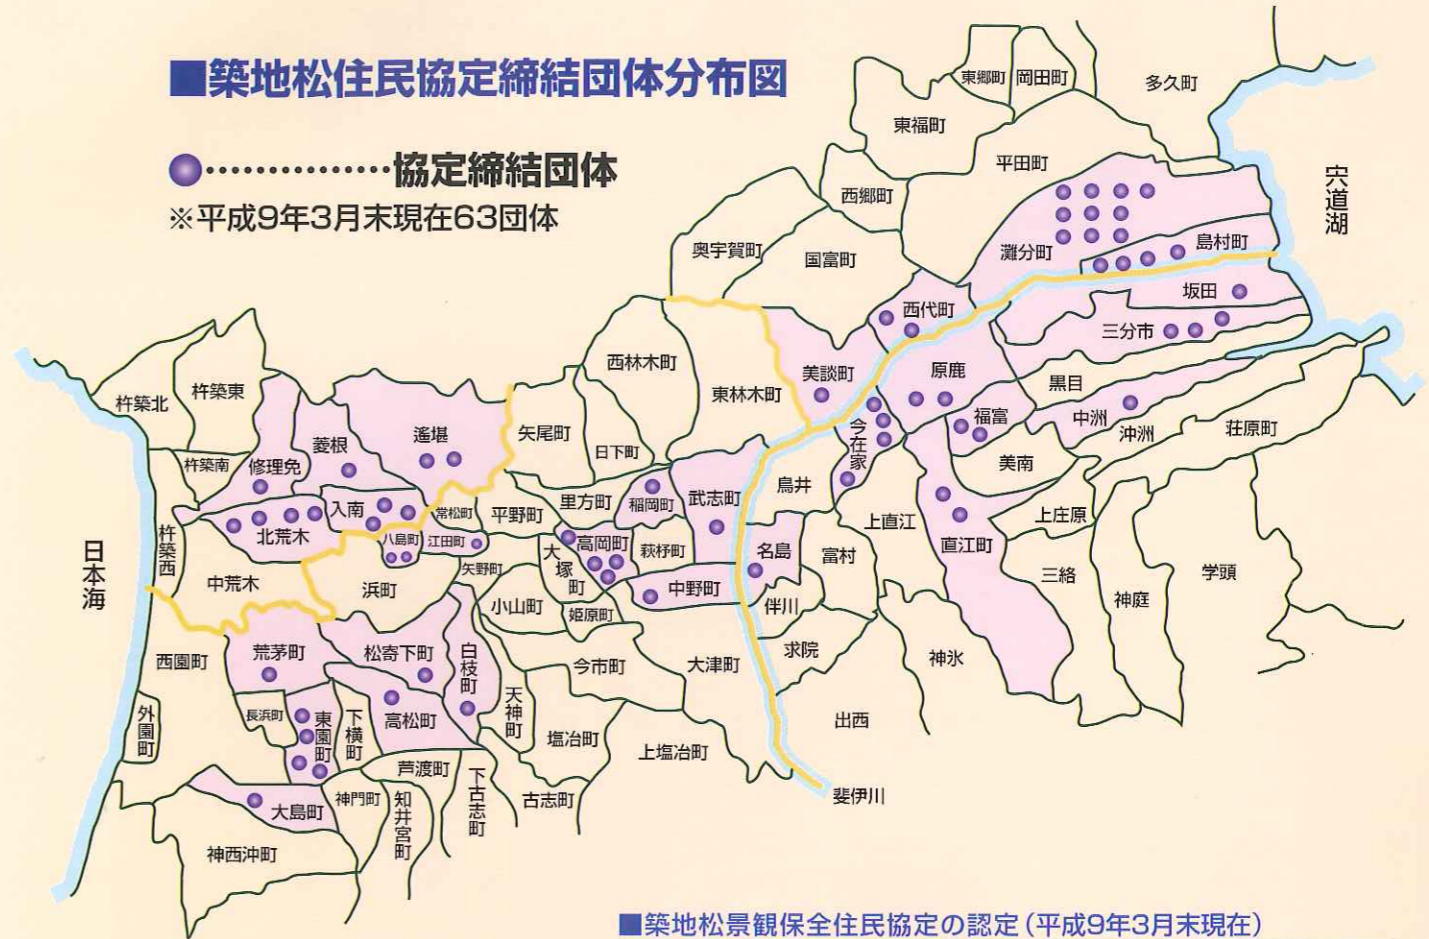 ■築地松住民協定締結団体分布図
●……………協定締結団体
※平成9年3月末現在63団体
東郷町
岡田町
多久町
東福町
平田町
西郷町
宍道湖
奥宇賀町
国富町
灘分町
島村町
坂田
西代町
三分市
西林木町
東林木町
美談町
原鹿
黒目
杵築北
杵築東
矢尾町
日下町
今在家
福富
中洲
沖洲
荘原町
遙堪
菱根
修理免
杵築南
美南
鳥井
武志町
稲岡町
里方町
平野町
常松町
入南
北荒木
杵築西
上直江
直江町
上庄原
八島町
江田町
高岡町
萩杼町
名島
富村
大塚町
矢野町
日本海
中荒木
浜町
小山町
姫原町
中野町
伴川
三絡
神庭
学頭
西園町
荒茅町
松寄下町
白枝町
今市町
大津町
求院
神氷
外園町
長浜町
東園町
下横町
高松町
天神町
塩冶町
上塩冶町
出西
芦渡町
下古志町
古志町
斐伊川
大島町
神門町
知井宮町
神西沖町
■築地松景観保全住民協定の認定(平成9年3月末現在)